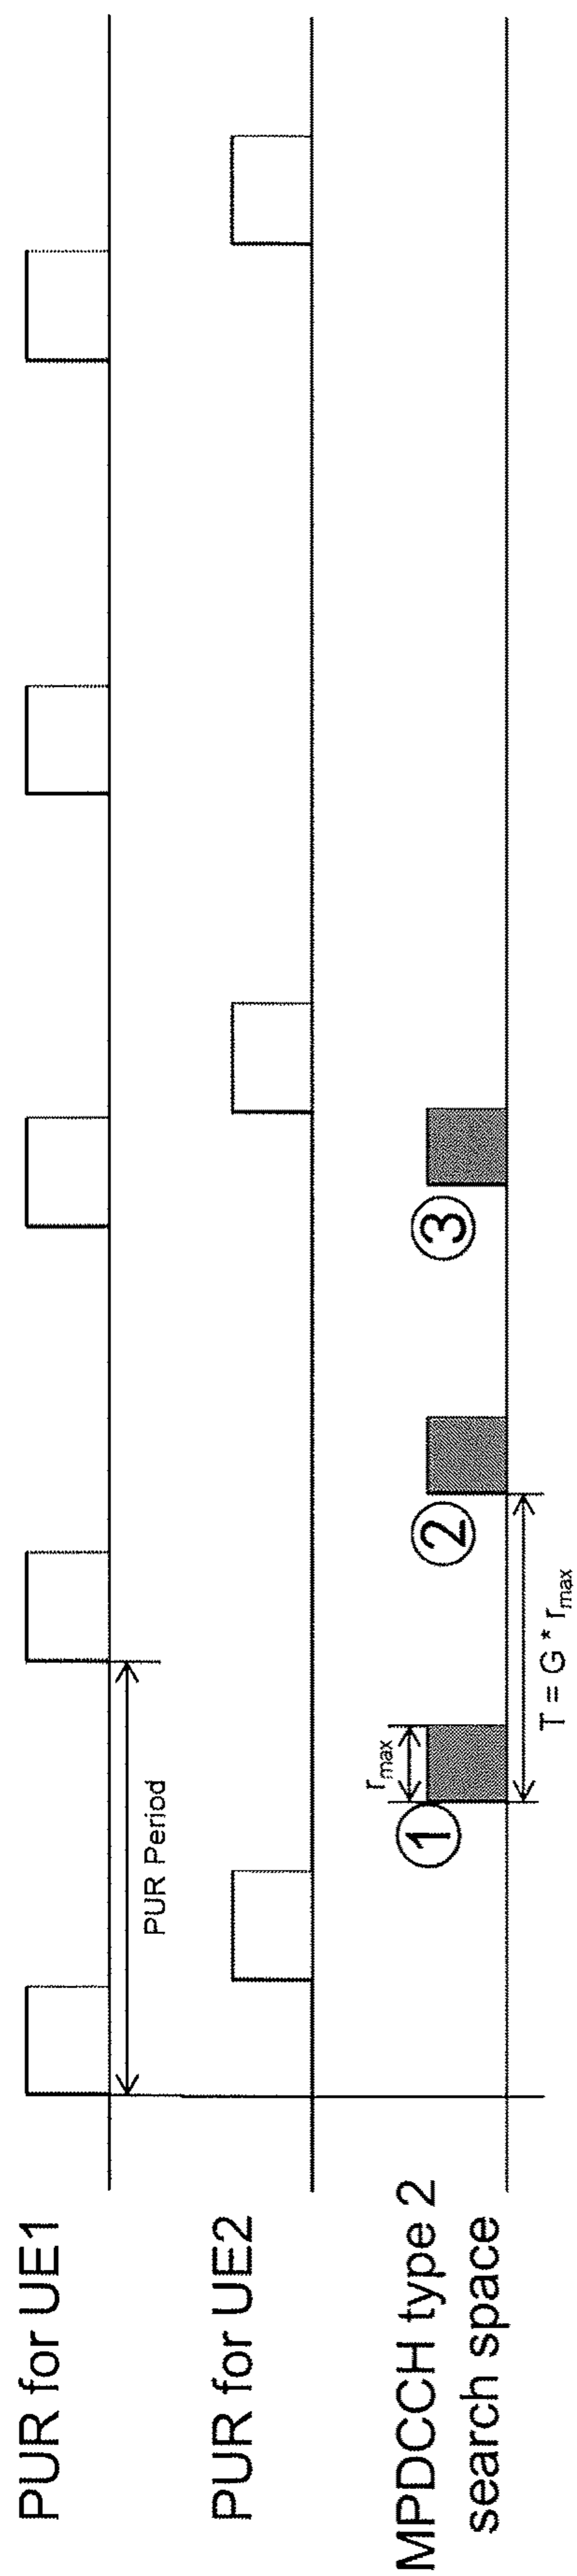 PUR for UE1
PUR Period
PUR for UE2
MPDCCH type 2
search space
①
rmax
②
③
T = G * rmax